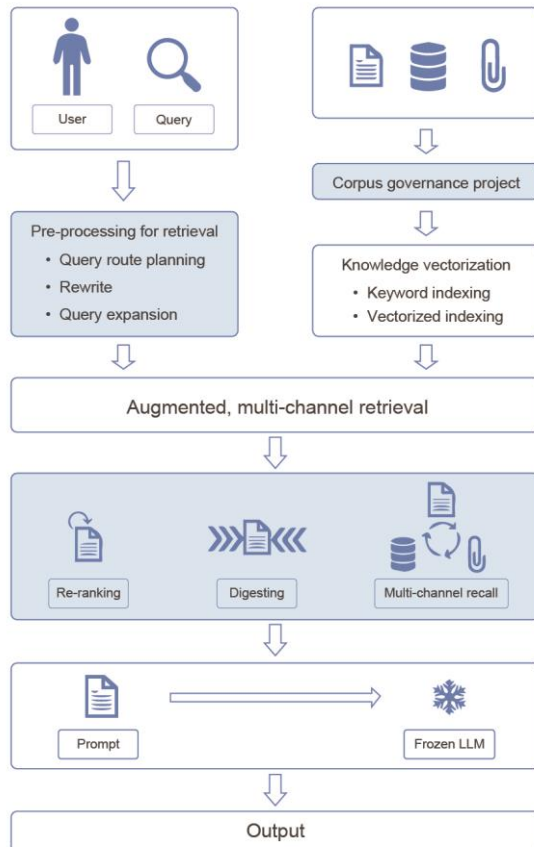 User
Query
Corpus governance project
Pre-processing for retrieval
• Query route planning
• Rewrite
• Query expansion
Knowledge vectorization
• Keyword indexing
• Vectorized indexing
Augmented, multi-channel retrieval
Re-ranking
Digesting
Multi-channel recall
Prompt
Frozen LLM
Output